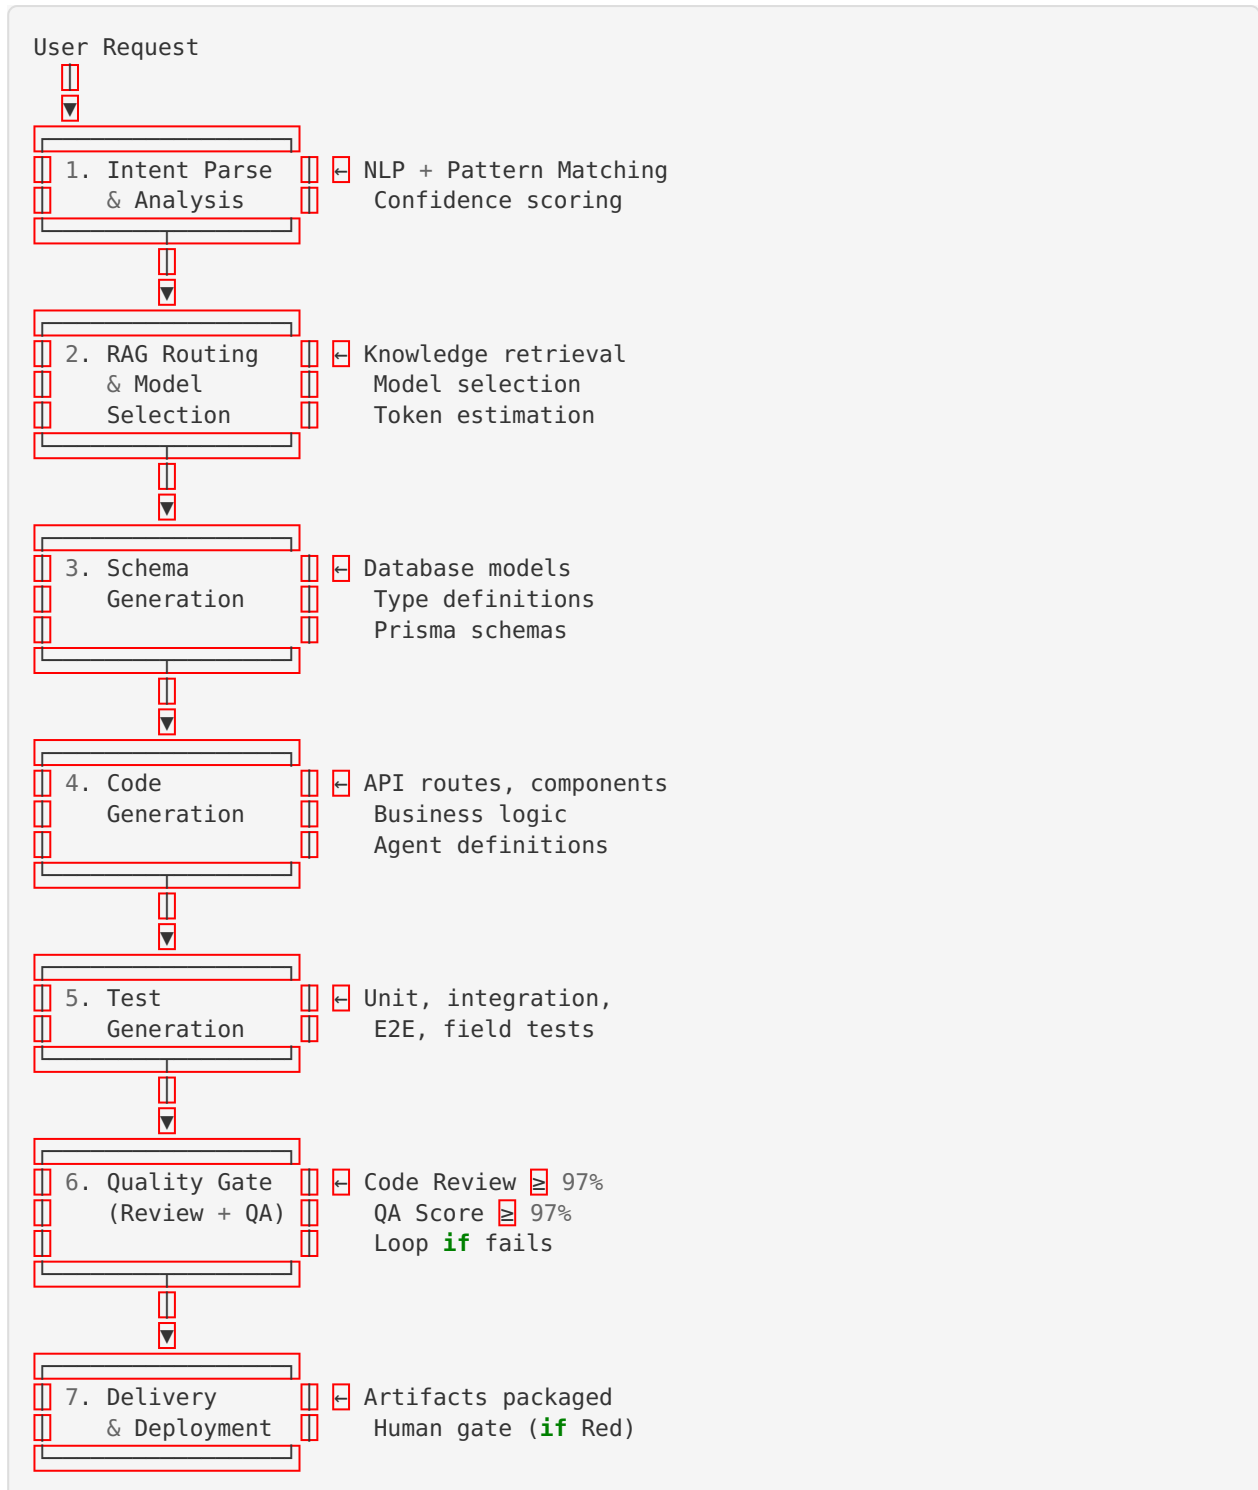 User Request
│
▼
┌─────────────────┐
│ 1. Intent Parse │ ← NLP + Pattern Matching
│ & Analysis │ Confidence scoring
└────────┬────────┘
│
▼
┌─────────────────┐
│ 2. RAG Routing │ ← Knowledge retrieval
│ & Model │ Model selection
│ Selection │ Token estimation
└────────┬────────┘
│
▼
┌─────────────────┐
│ 3. Schema │ ← Database models
│ Generation │ Type definitions
│ │ Prisma schemas
└────────┬────────┘
│
▼
┌─────────────────┐
│ 4. Code │ ← API routes, components
│ Generation │ Business logic
│ │ Agent definitions
└────────┬────────┘
│
▼
┌─────────────────┐
│ 5. Test │ ← Unit, integration,
│ Generation │ E2E, field tests
└────────┬────────┘
│
▼
┌─────────────────┐
│ 6. Quality Gate │ ← Code Review ≥ 97%
│ (Review + QA) │ QA Score ≥ 97%
│ │ Loop if fails
└────────┬────────┘
│
▼
┌─────────────────┐
│ 7. Delivery │ ← Artifacts packaged
│ & Deployment │ Human gate (if Red)
└─────────────────┘